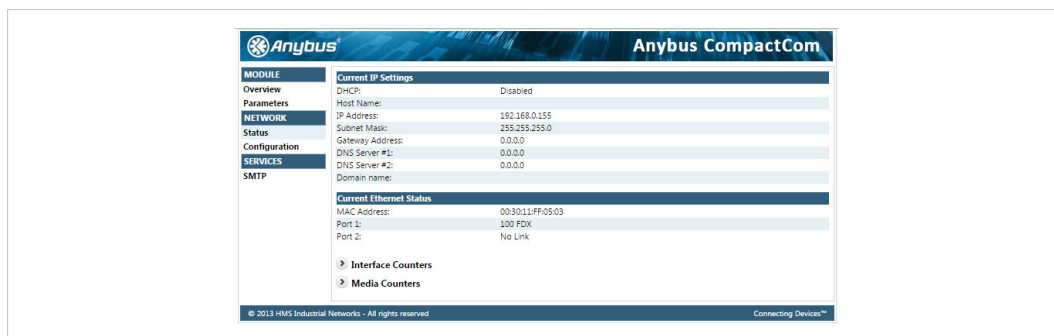 Anybus®
Anybus CompactCom
MODULE
Overview
Parameters
NETWORK
Status
Configuration
SERVICES
SMTP
Current IP Settings
DHCP: Disabled
Host Name:
IP Address: 192.168.0.155
Subnet Mask: 255.255.255.0
Gateway Address: 0.0.0.0
DNS Server #1: 0.0.0.0
DNS Server #2: 0.0.0.0
Domain name:
Current Ethernet Status
MAC Address: 00:30:11:FF:05:03
Port 1: 100 FDX
Port 2: No Link
Interface Counters
Media Counters
© 2013 HMS Industrial Networks - All rights reserved
Connecting Devices™